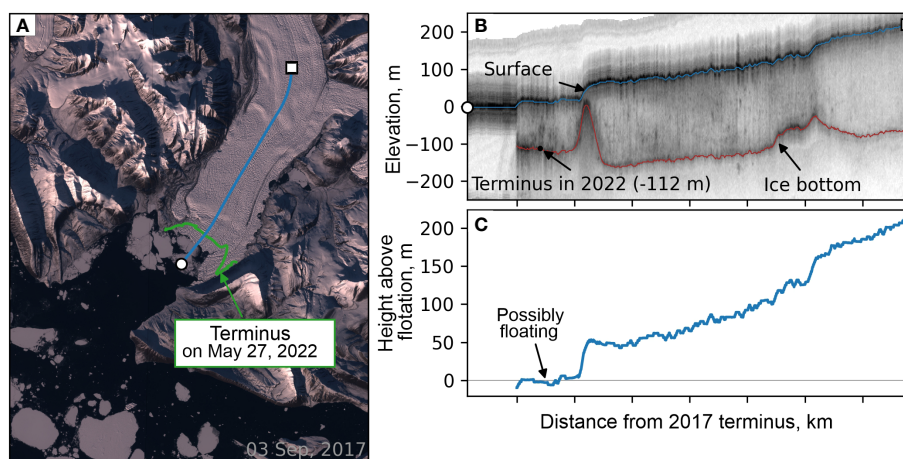 A
Terminus
on May 27, 2022
03 Sep, 2017
B
Elevation, m
200
100
0
−100
−200
Surface
Terminus in 2022 (-112 m)
Ice bottom
C
Height above
flotation, m
200
150
100
50
0
Possibly
floating
Distance from 2017 terminus, km